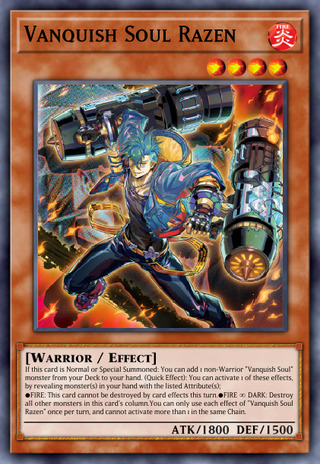 Vanquish Soul Razen
FIRE
炎
[Warrior / Effect]
If this card is Normal or Special Summoned: You can add 1 non-Warrior "Vanquish Soul"
monster from your Deck to your hand. (Quick Effect): You can activate 1 of these effects,
by revealing monster(s) in your hand with the listed Attribute(s);
●FIRE: This card cannot be destroyed by card effects this turn.●FIRE ∞ DARK: Destroy
all other monsters in this card's column.You can only use each effect of "Vanquish Soul
Razen" once per turn, and cannot activate more than 1 in the same Chain.
ATK/1800 DEF/1500